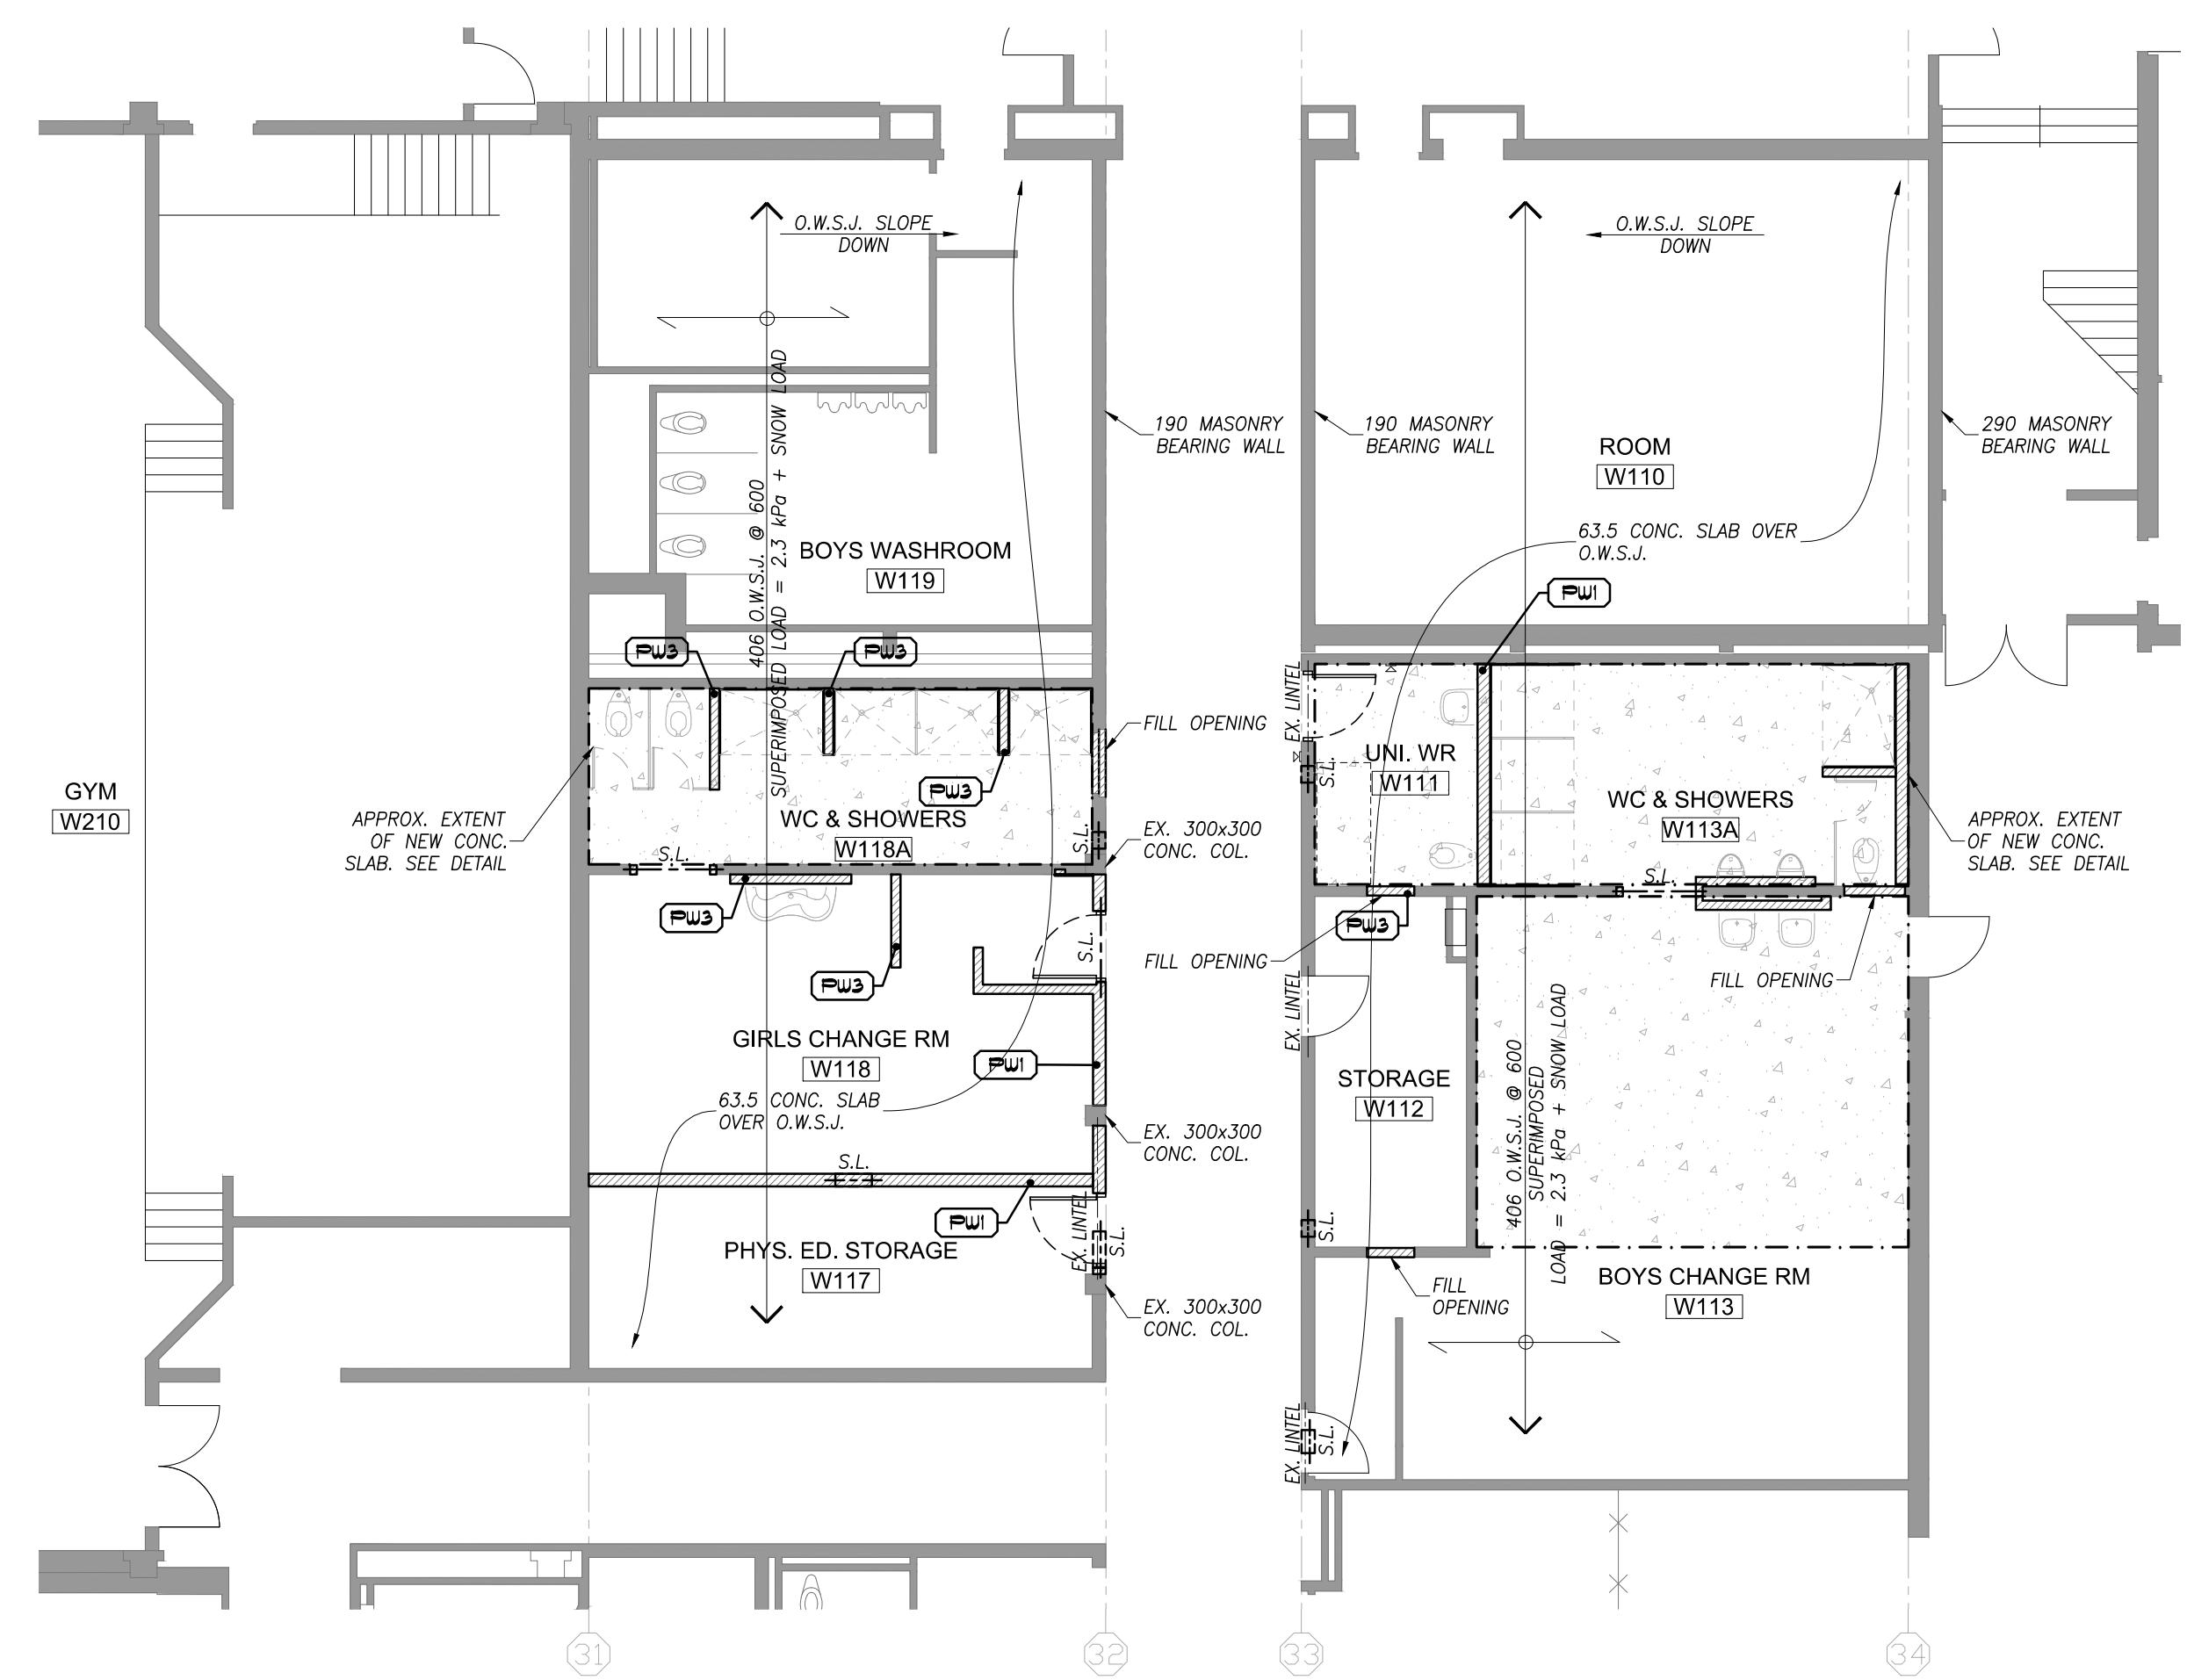 O.W.S.J. SLOPE
DOWN
O.W.S.J. SLOPE
DOWN
406 O.W.S.J. @ 600
SUPERIMPOSED LOAD = 2.3 kPa + SNOW LOAD
190 MASONRY
BEARING WALL
190 MASONRY
BEARING WALL
290 MASONRY
BEARING WALL
ROOM
W110
63.5 CONC. SLAB OVER
O.W.S.J.
BOYS WASHROOM
W119
PW1
PW3
PW3
EX. LINTEL
FILL OPENING
S.L.
UNI. WR
W111
GYM
W210
PW3
WC & SHOWERS
W118A
WC & SHOWERS
W113A
APPROX. EXTENT
OF NEW CONC.
SLAB. SEE DETAIL
S.L.
S.L.
EX. 300x300
CONC. COL.
APPROX. EXTENT
OF NEW CONC.
SLAB. SEE DETAIL
S.L.
PW3
PW3
S.L.
PW3
FILL OPENING
FILL OPENING
PW3
EX. LINTEL
GIRLS CHANGE RM
W118
PW1
STORAGE
W112
406 O.W.S.J. @ 600
SUPERIMPOSED
LOAD = 2.3 kPa + SNOW LOAD
63.5 CONC. SLAB
OVER O.W.S.J.
EX. 300x300
CONC. COL.
S.L.
PW1
EX. LINTEL
S.L.
S.L.
PHYS. ED. STORAGE
W117
FILL
OPENING
BOYS CHANGE RM
W113
EX. 300x300
CONC. COL.
EX. LINTEL
S.L.
31
32
33
34